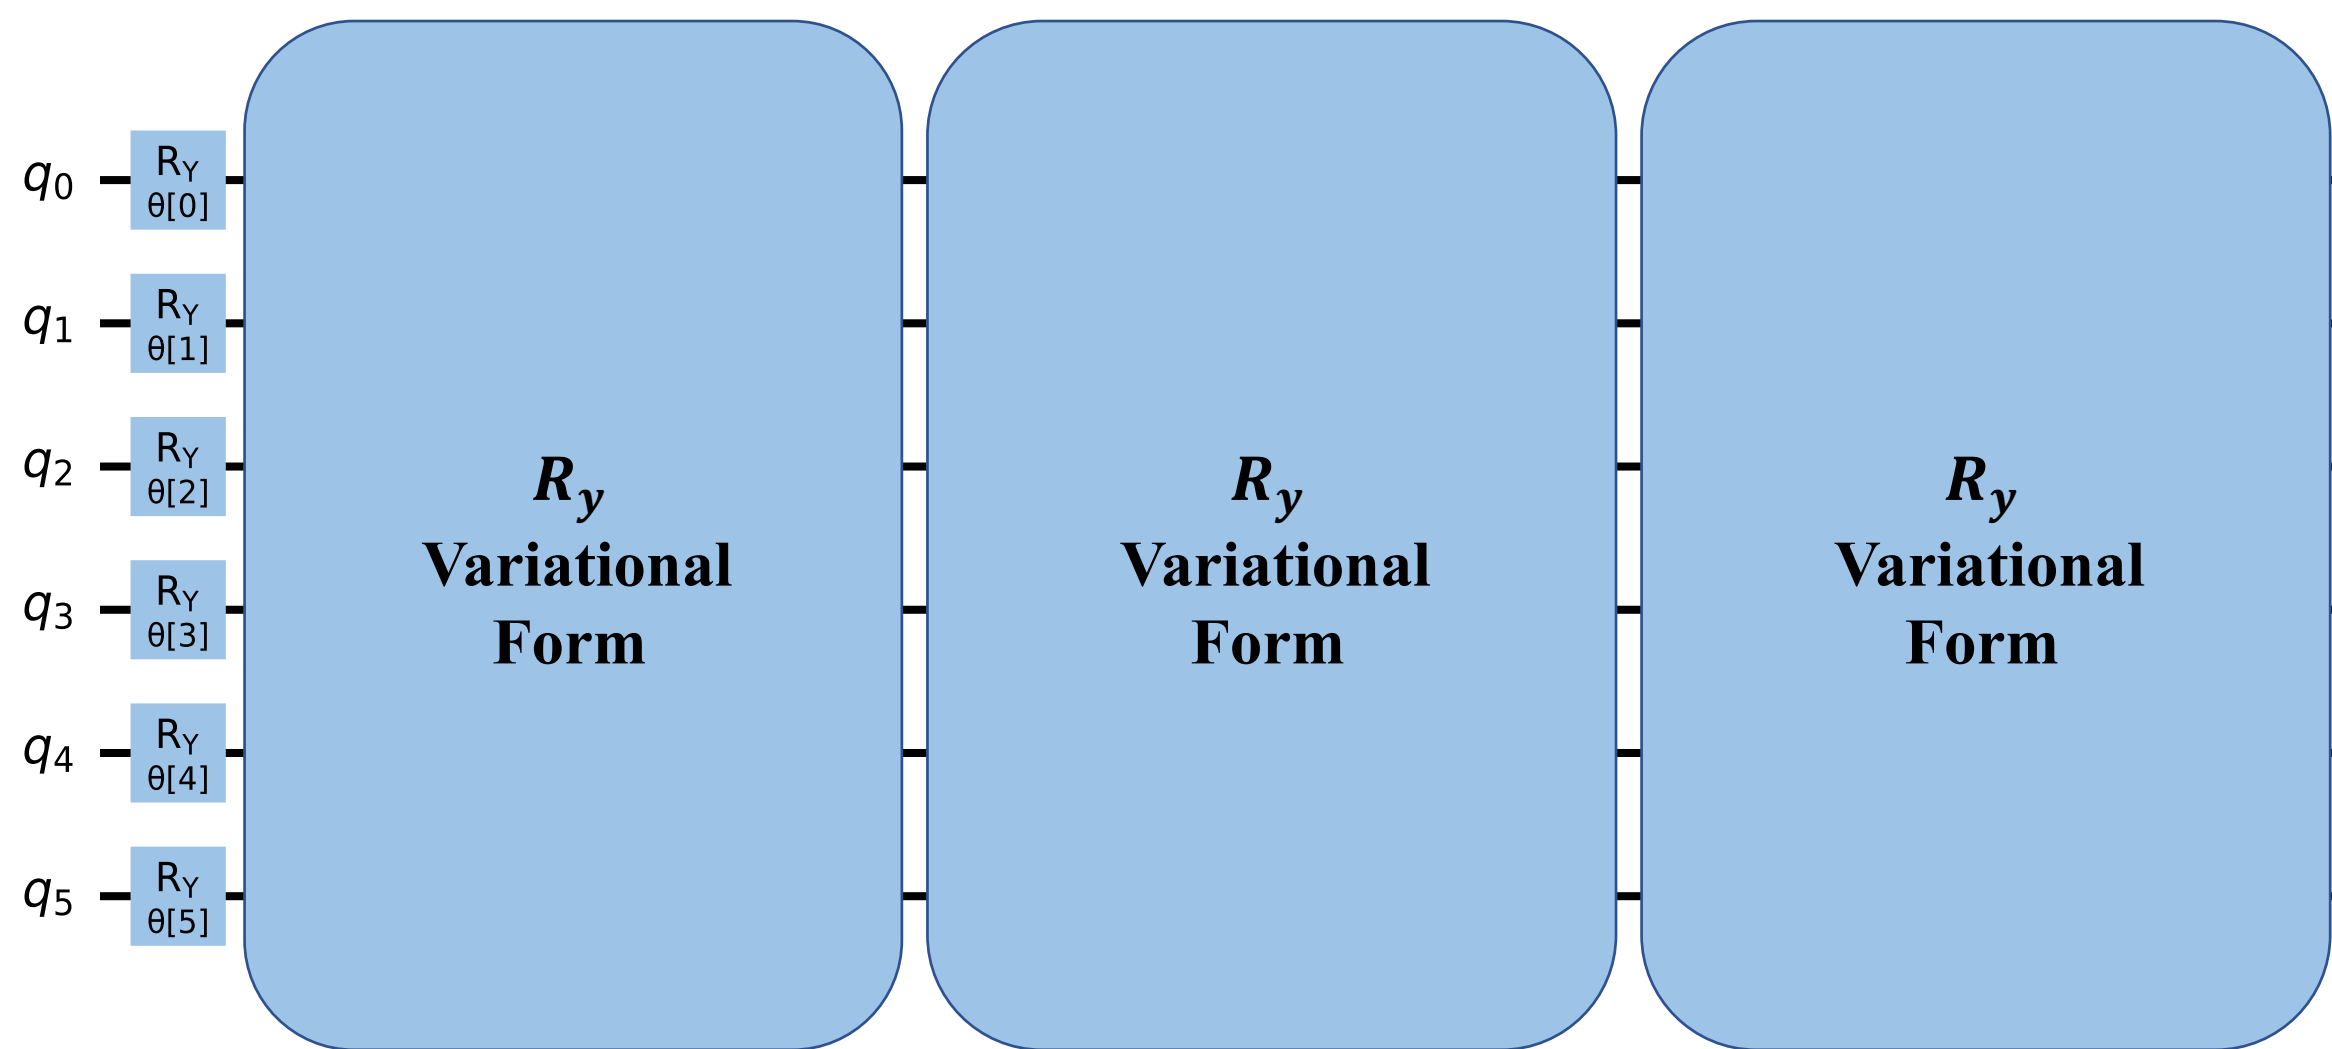 q0 RY θ[0]
q1 RY θ[1]
q2 RY θ[2]
q3 RY θ[3]
q4 RY θ[4]
q5 RY θ[5]
Ry
Variational
Form
Ry
Variational
Form
Ry
Variational
Form